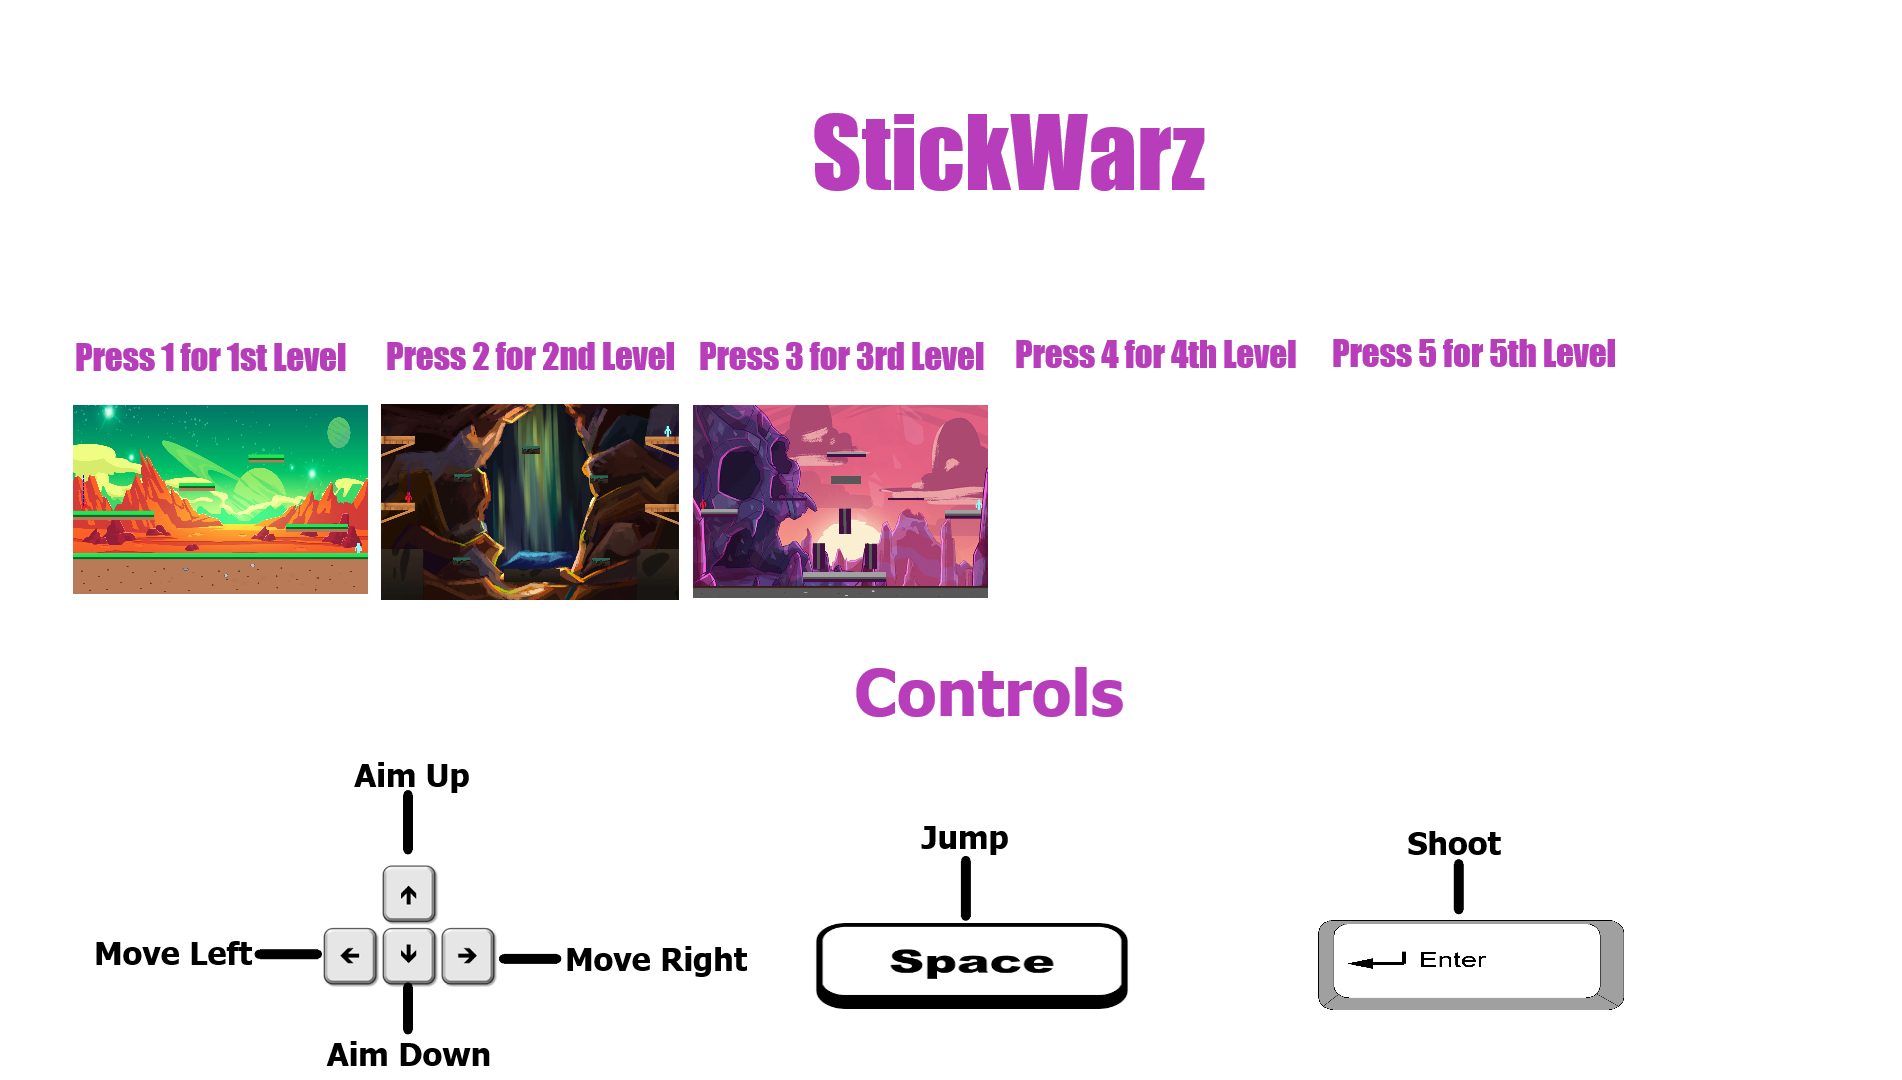 StickWarz
Press 1 for 1st Level
Press 2 for 2nd Level
Press 3 for 3rd Level
Press 4 for 4th Level
Press 5 for 5th Level
Controls
Aim Up
Move Left
Move Right
Aim Down
Jump
Space
Shoot
Enter